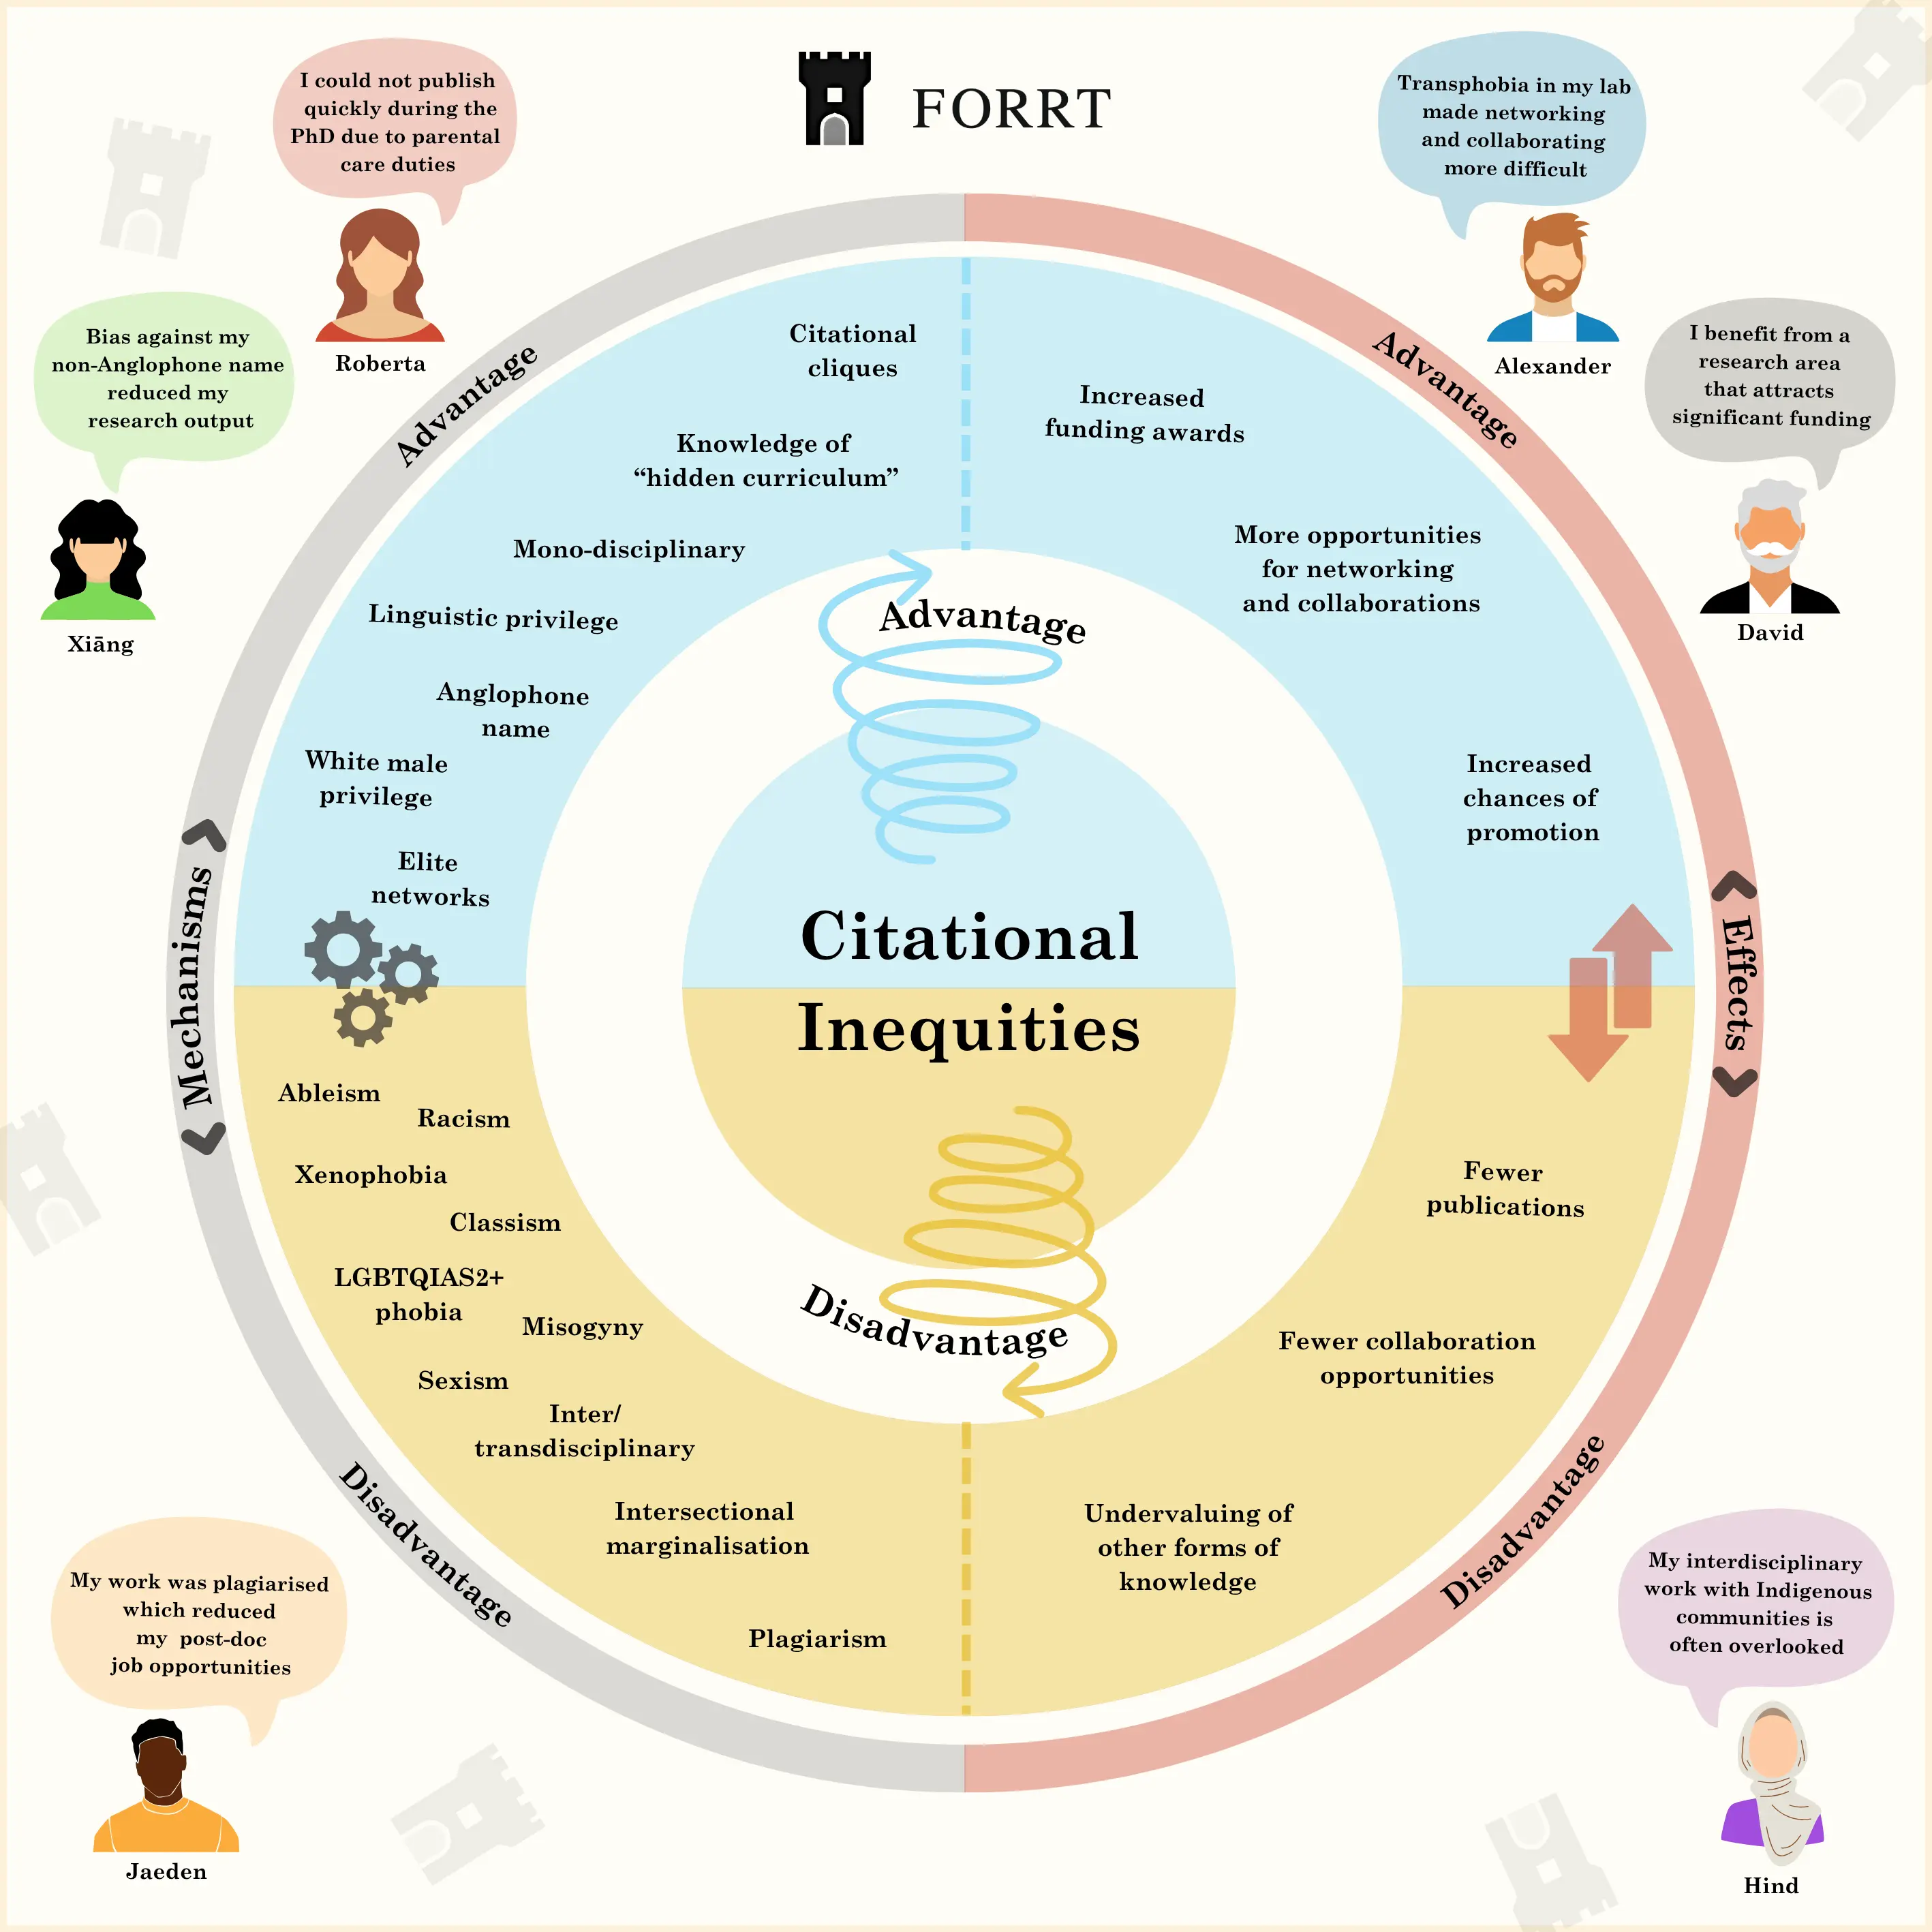 FORRT
I could not publish
quickly during the
PhD due to parental
care duties
Roberta
Transphobia in my lab
made networking
and collaborating
more difficult
Alexander
Bias against my
non-Anglophone name
reduced my
research output
Xiāng
I benefit from a
research area
that attracts
significant funding
David
Advantage
Advantage
Citational
cliques
Knowledge of
“hidden curriculum”
Mono-disciplinary
Linguistic privilege
Anglophone
name
White male
privilege
Elite
networks
Increased
funding awards
More opportunities
for networking
and collaborations
Increased
chances of
promotion
Advantage
Citational
Inequities
Disadvantage
Mechanisms
Effects
Ableism
Racism
Xenophobia
Classism
LGBTQIAS2+
phobia
Misogyny
Sexism
Inter/
transdisciplinary
Intersectional
marginalisation
Plagiarism
Fewer
publications
Fewer collaboration
opportunities
Undervaluing of
other forms of
knowledge
Disadvantage
Disadvantage
My work was plagiarised
which reduced
my post-doc
job opportunities
Jaeden
My interdisciplinary
work with Indigenous
communities is
often overlooked
Hind